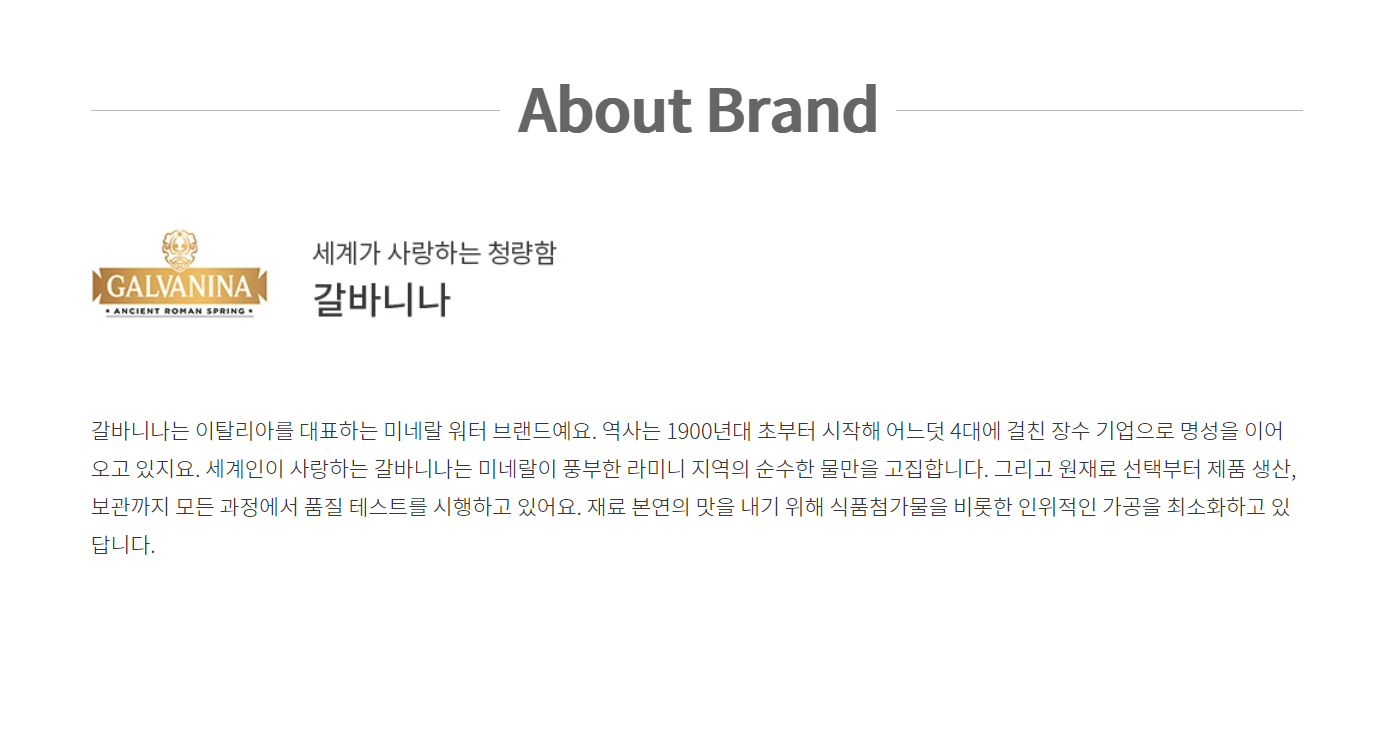 About Brand
GALVANINA
• ANCIENT ROMAN SPRING •
세계가 사랑하는 청량함
갈바니나
갈바니나는 이탈리아를 대표하는 미네랄 워터 브랜드예요. 역사는 1900년대 초부터 시작해 어느덧 4대에 걸친 장수 기업으로 명성을 이어
오고 있지요. 세계인이 사랑하는 갈바니나는 미네랄이 풍부한 라미니 지역의 순수한 물만을 고집합니다. 그리고 원재료 선택부터 제품 생산,
보관까지 모든 과정에서 품질 테스트를 시행하고 있어요. 재료 본연의 맛을 내기 위해 식품첨가물을 비롯한 인위적인 가공을 최소화하고 있
답니다.